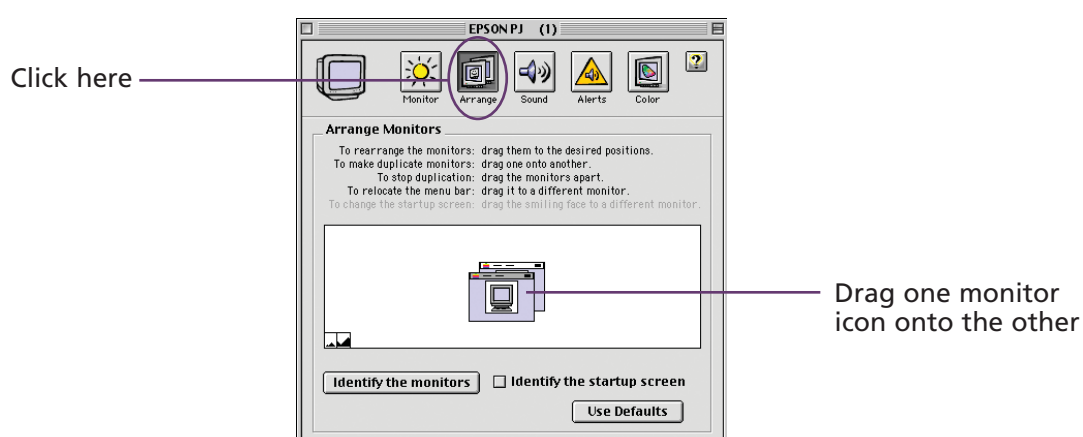 EPSON PJ (1)
Click here
Monitor Arrange Sound Alerts Color
?
Arrange Monitors
To rearrange the monitors: drag them to the desired positions.
To make duplicate monitors: drag one onto another.
To stop duplication: drag the monitors apart.
To relocate the menu bar: drag it to a different monitor.
To change the startup screen: drag the smiling face to a different monitor.
Drag one monitor
icon onto the other
Identify the monitors Identify the startup screen
Use Defaults